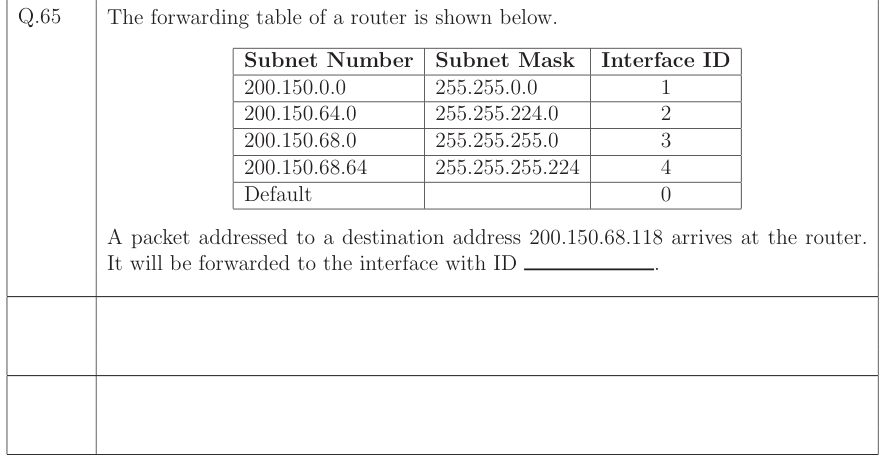 Q.65 The forwarding table of a router is shown below.
Subnet Number Subnet Mask Interface ID
200.150.0.0 255.255.0.0 1
200.150.64.0 255.255.224.0 2
200.150.68.0 255.255.255.0 3
200.150.68.64 255.255.255.224 4
Default 0
A packet addressed to a destination address 200.150.68.118 arrives at the router.
It will be forwarded to the interface with ID ____________.